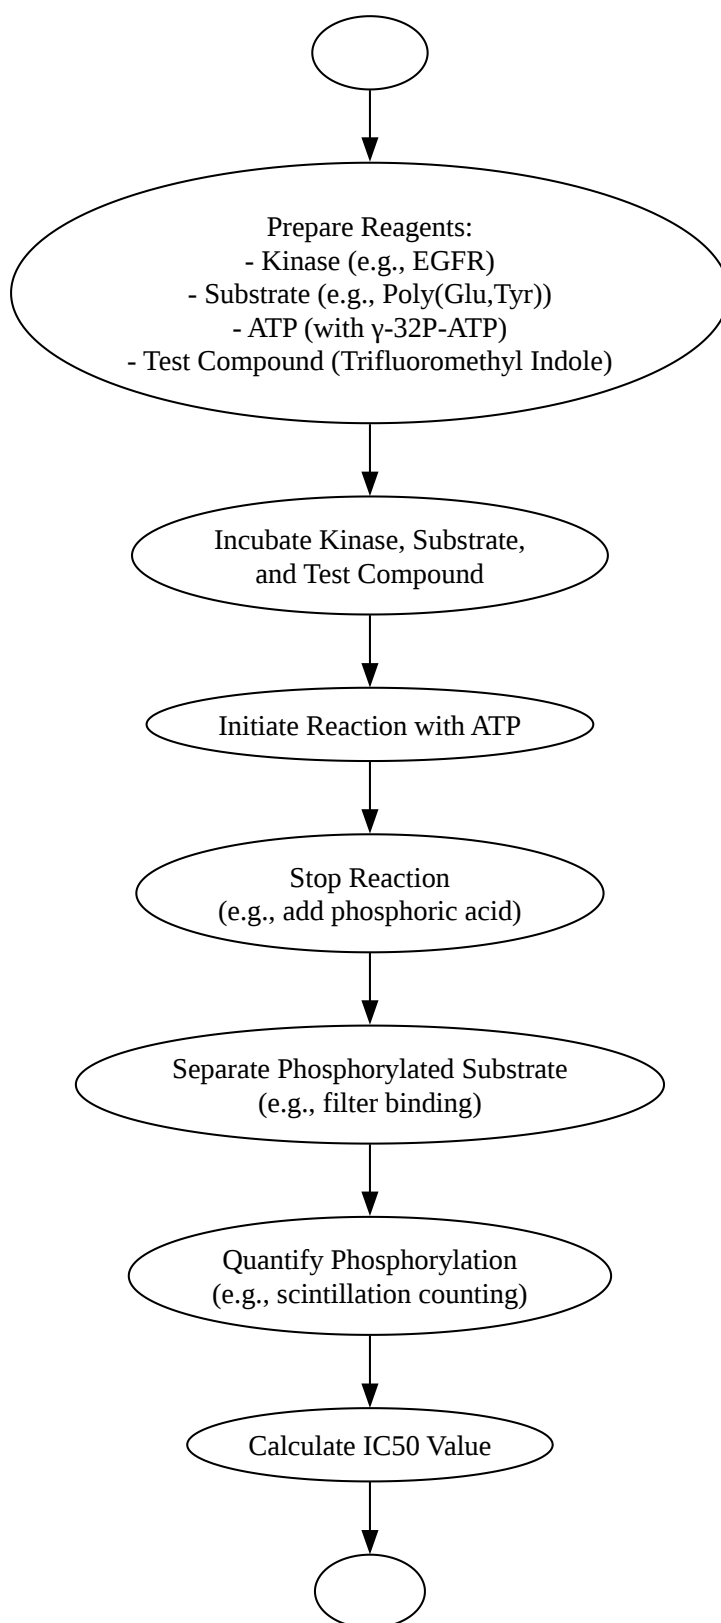 Prepare Reagents:
- Kinase (e.g., EGFR)
- Substrate (e.g., Poly(Glu,Tyr))
- ATP (with γ-32P-ATP)
- Test Compound (Trifluoromethyl Indole)
Incubate Kinase, Substrate,
and Test Compound
Initiate Reaction with ATP
Stop Reaction
(e.g., add phosphoric acid)
Separate Phosphorylated Substrate
(e.g., filter binding)
Quantify Phosphorylation
(e.g., scintillation counting)
Calculate IC50 Value